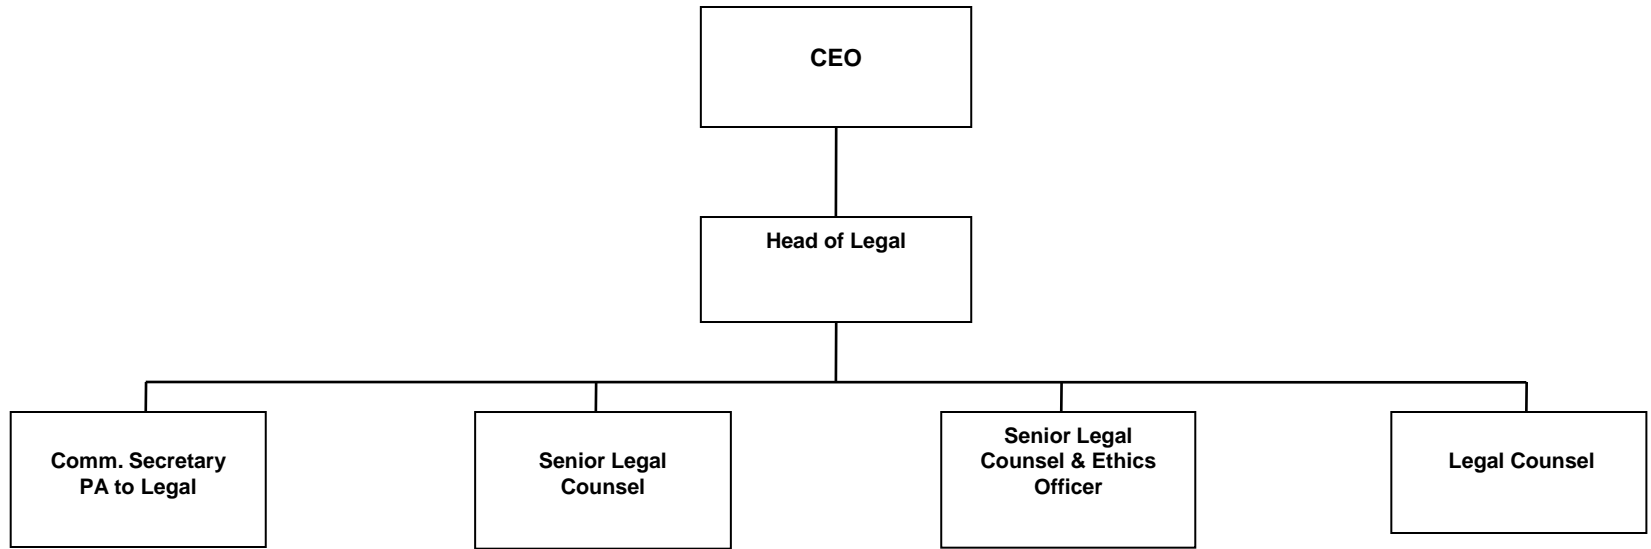 CEO
Head of Legal
Comm. Secretary
PA to Legal
Senior Legal
Counsel
Senior Legal
Counsel & Ethics
Officer
Legal Counsel